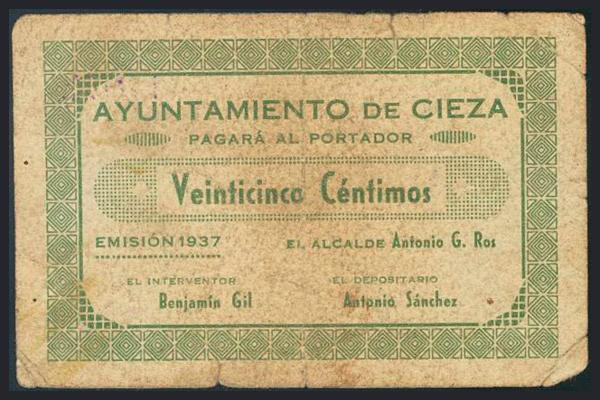 AYUNTAMIENTO DE CIEZA
PAGARÁ AL PORTADOR
Veinticinco Céntimos
EMISIÓN 1937
EL ALCALDE Antonio G. Ros
EL INTERVENTOR
Benjamín Gil
EL DEPOSITARIO
Antonio Sánchez